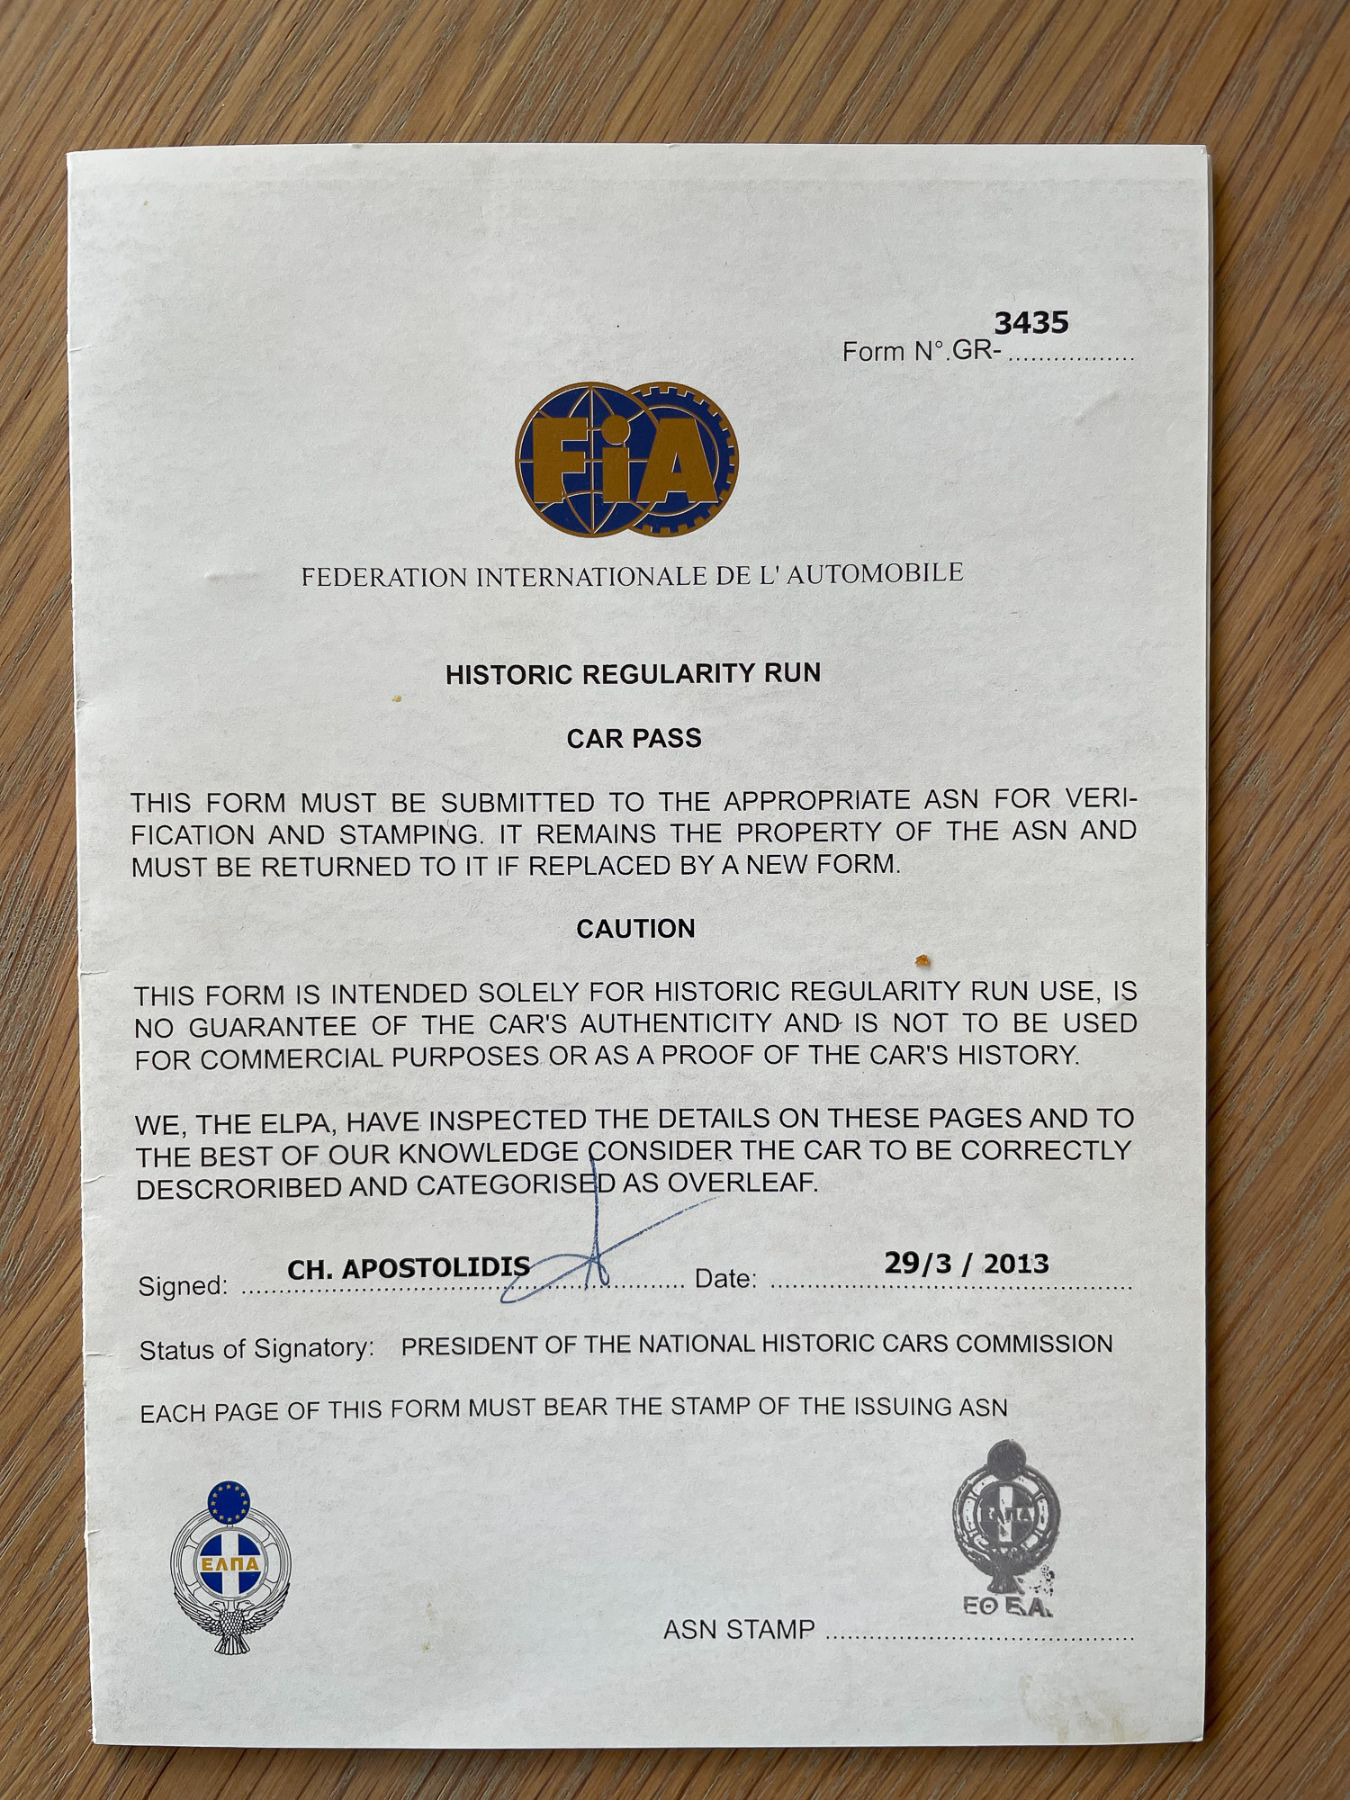 3435
Form N°.GR- .................
FiA
FEDERATION INTERNATIONALE DE L' AUTOMOBILE
HISTORIC REGULARITY RUN
CAR PASS
THIS FORM MUST BE SUBMITTED TO THE APPROPRIATE ASN FOR VERI-
FICATION AND STAMPING. IT REMAINS THE PROPERTY OF THE ASN AND
MUST BE RETURNED TO IT IF REPLACED BY A NEW FORM.
CAUTION
THIS FORM IS INTENDED SOLELY FOR HISTORIC REGULARITY RUN USE, IS
NO GUARANTEE OF THE CAR'S AUTHENTICITY AND IS NOT TO BE USED
FOR COMMERCIAL PURPOSES OR AS A PROOF OF THE CAR'S HISTORY.
WE, THE ELPA, HAVE INSPECTED THE DETAILS ON THESE PAGES AND TO
THE BEST OF OUR KNOWLEDGE CONSIDER THE CAR TO BE CORRECTLY
DESCRORIBED AND CATEGORISED AS OVERLEAF.
Signed: CH. APOSTOLIDIS Date: 29/3 / 2013
Status of Signatory: PRESIDENT OF THE NATIONAL HISTORIC CARS COMMISSION
EACH PAGE OF THIS FORM MUST BEAR THE STAMP OF THE ISSUING ASN
ΕΛΠΑ
ΕΛΠΑ
ΕΘ Ε.Α.
ASN STAMP ..........................................